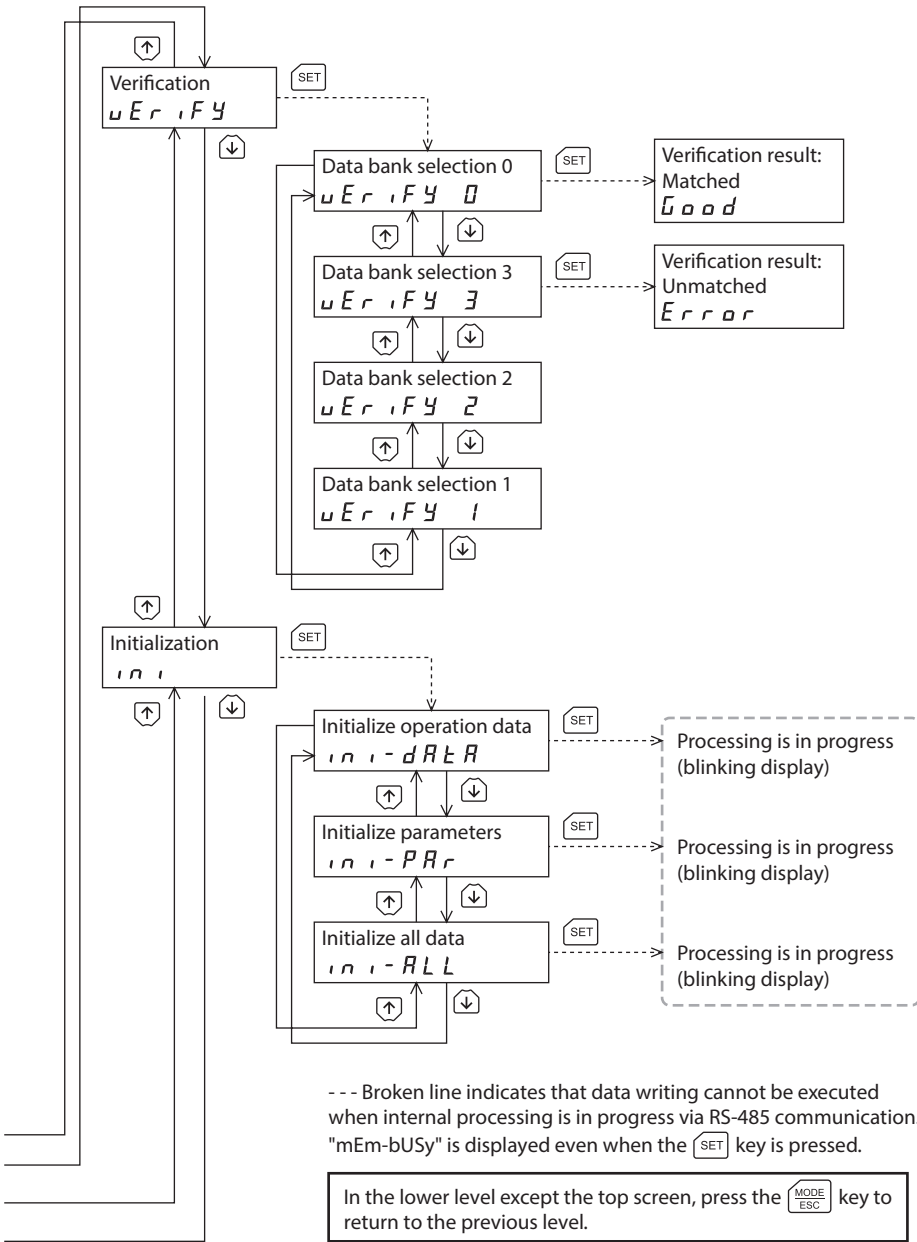 Verification
uEriFY
SET
Data bank selection 0
uEriFY 0
SET
Verification result:
Matched
Good
Data bank selection 3
uEriFY 3
SET
Verification result:
Unmatched
Error
Data bank selection 2
uEriFY 2
Data bank selection 1
uEriFY 1
Initialization
ini
SET
Initialize operation data
ini-dAtA
SET
Processing is in progress
(blinking display)
Initialize parameters
ini-PAr
SET
Processing is in progress
(blinking display)
Initialize all data
ini-ALL
SET
Processing is in progress
(blinking display)
- - - Broken line indicates that data writing cannot be executed
when internal processing is in progress via RS-485 communication.
"mEm-bUSy" is displayed even when the SET key is pressed.
In the lower level except the top screen, press the MODE ESC key to
return to the previous level.